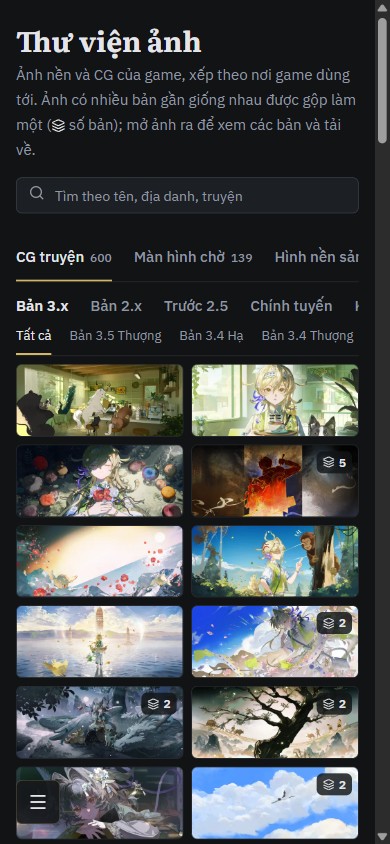 Thư viện ảnh
Ảnh nền và CG của game, xếp theo nơi game dùng
tới. Ảnh có nhiều bản gần giống nhau được gộp làm
một ( số bản); mở ảnh ra để xem các bản và tải
về.
Tìm theo tên, địa danh, truyện
CG truyện 600 Màn hình chờ 139 Hình nền sản
Bản 3.x Bản 2.x Trước 2.5 Chính tuyến
Tất cả Bản 3.5 Thượng Bản 3.4 Hạ Bản 3.4 Thượng
5
2
2
2
2